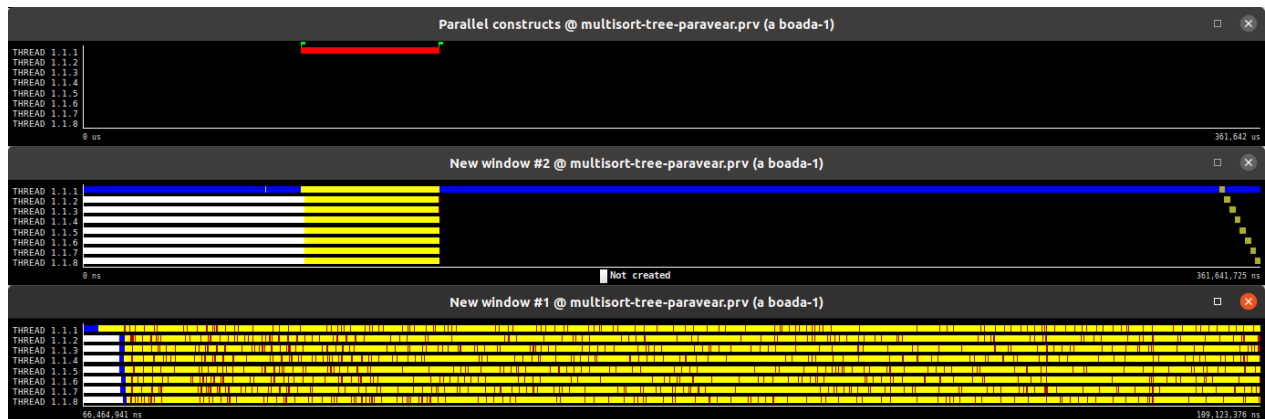 Parallel constructs @ multisort-tree-paravear.prv (a boada-1)
THREAD 1.1.1
THREAD 1.1.2
THREAD 1.1.3
THREAD 1.1.4
THREAD 1.1.5
THREAD 1.1.6
THREAD 1.1.7
THREAD 1.1.8
0 us 361,642 us
New window #2 @ multisort-tree-paravear.prv (a boada-1)
THREAD 1.1.1
THREAD 1.1.2
THREAD 1.1.3
THREAD 1.1.4
THREAD 1.1.5
THREAD 1.1.6
THREAD 1.1.7
THREAD 1.1.8
0 ns Not created 361,641,725 ns
New window #1 @ multisort-tree-paravear.prv (a boada-1)
THREAD 1.1.1
THREAD 1.1.2
THREAD 1.1.3
THREAD 1.1.4
THREAD 1.1.5
THREAD 1.1.6
THREAD 1.1.7
THREAD 1.1.8
66,464,941 ns 109,123,376 ns